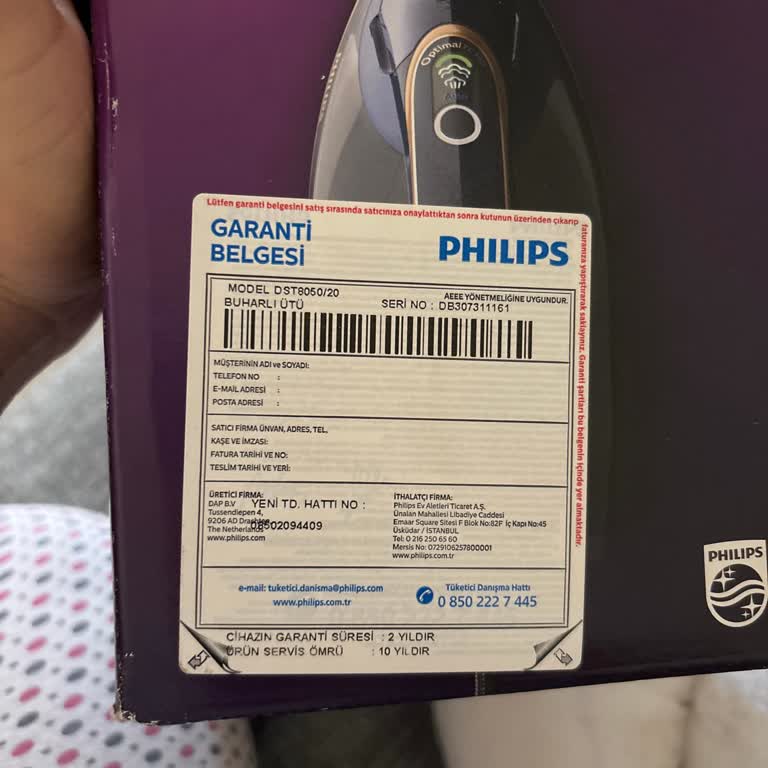 Optimal
Lütfen garanti belgesini satış sırasında satıcınıza onaylattıktan sonra kutunun üzerinden çıkarıp
faturanıza yapıştırarak saklayınız. Garanti şartları bu belgenin içinde yer almaktadır.
GARANTİ
BELGESİ
PHILIPS
MODEL DST8050/20
AEEE YÖNETMELİĞİNE UYGUNDUR.
BUHARLI ÜTÜ
SERİ NO : DB307311161
MÜŞTERİNİN ADI ve SOYADI:
TELEFON NO :
E-MAIL ADRESİ :
POSTA ADRESİ :
SATICI FİRMA ÜNVAN, ADRES, TEL,
KAŞE VE İMZASI:
FATURA TARİHİ VE NO:
TESLİM TARİHİ VE YERİ:
ÜRETİCİ FİRMA:
DAP B.V
Tussendiepen 4,
9206 AD Drachten
The Netherlands
www.philips.com
YENİ TD. HATTI NO :
08502094409
İTHALATÇI FİRMA:
Philips Ev Aletleri Ticaret A.Ş.
Ünalan Mahallesi Libadiye Caddesi
Emaar Square Sitesi F Blok No:82F İç Kapı No:45
Üsküdar / İSTANBUL
Tel: 0 216 250 65 60
Mersis No: 0729106257800001
www.philips.com.tr
e-mail: tuketici.danisma@philips.com
www.philips.com.tr
Tüketici Danışma Hattı
0 850 222 7 445
CİHAZIN GARANTİ SÜRESİ : 2 YILDIR
ÜRÜN SERVİS ÖMRÜ : 10 YILDIR
PHILIPS